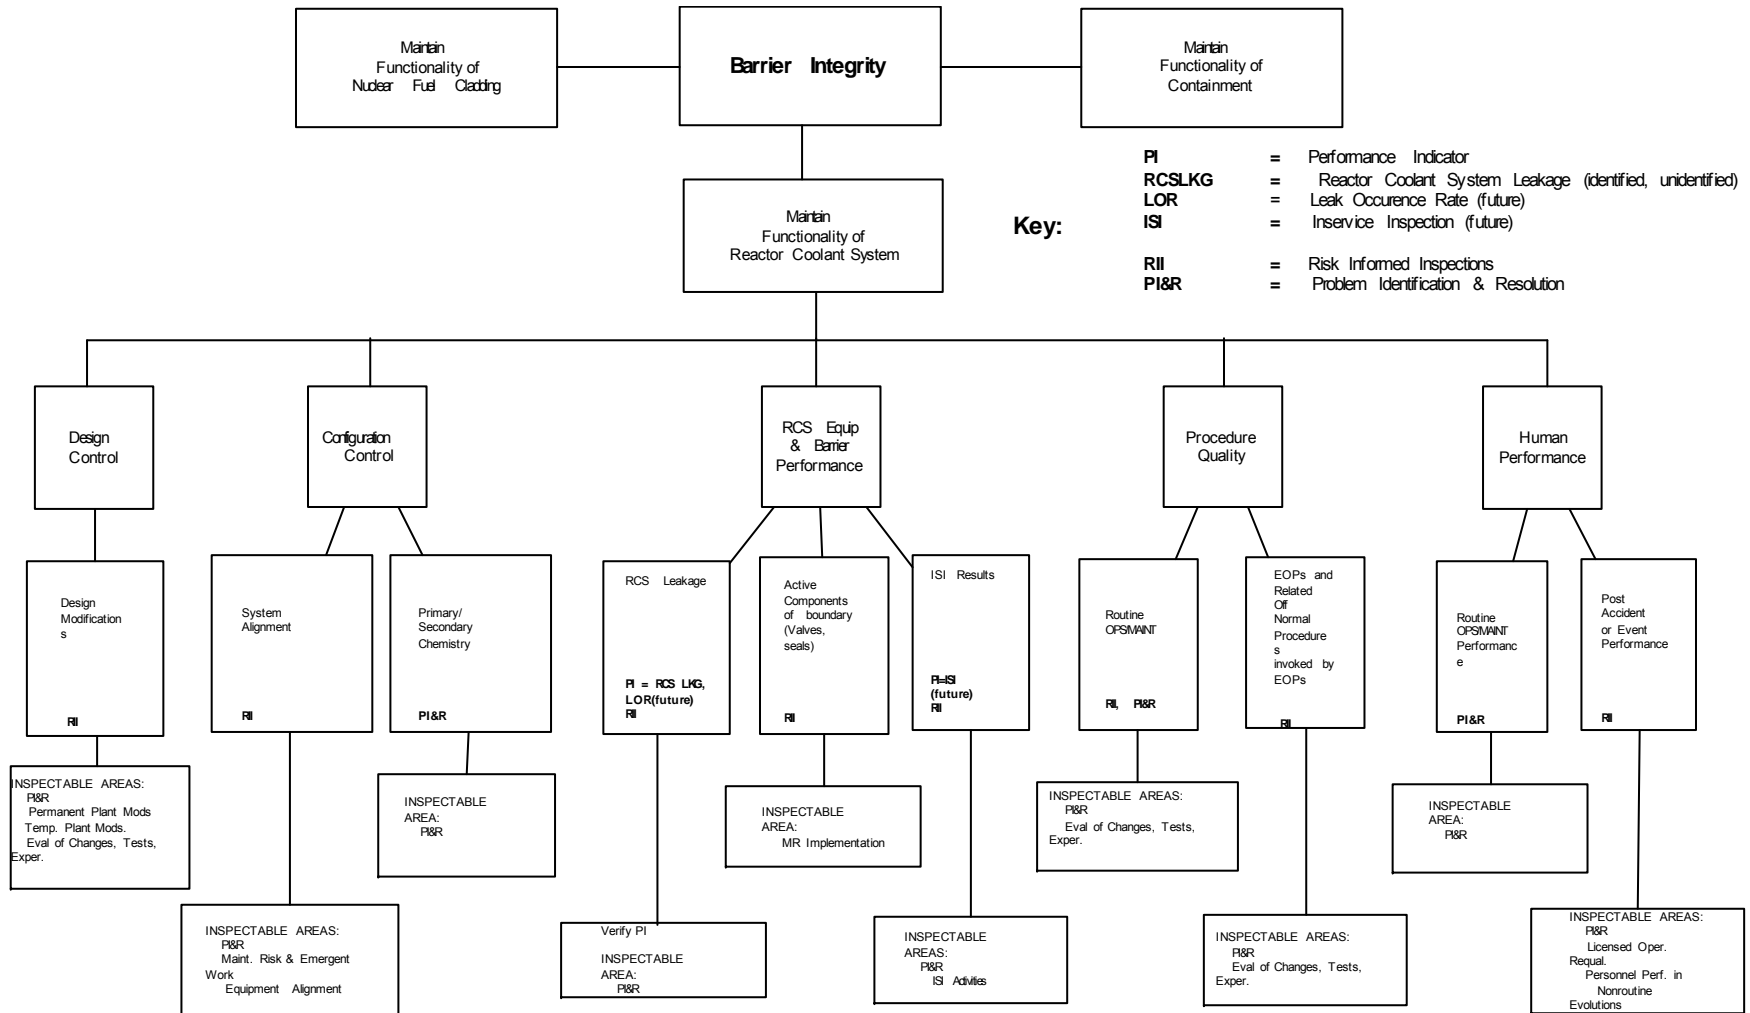 Maintain
Functionality of
Nuclear Fuel Cladding
Barrier Integrity
Maintain
Functionality of
Containment
Maintain
Functionality of
Reactor Coolant System
Key:
PI = Performance Indicator
RCSLKG = Reactor Coolant System Leakage (identified, unidentified)
LOR = Leak Occurence Rate (future)
ISI = Inservice Inspection (future)
RII = Risk Informed Inspections
PI&R = Problem Identification & Resolution
Design
Control
Configuration
Control
RCS Equip
& Barrier
Performance
Procedure
Quality
Human
Performance
Design
Modification
s
RII
System
Alignment
RII
Primary/
Secondary
Chemistry
PI&R
RCS Leakage
PI = RCS LKG,
LOR(future)
RII
Active
Components
of boundary
(Valves,
seals)
RII
ISI Results
PI=ISI
(future)
RII
Routine
OPS/MAINT
RII, PI&R
EOPs and
Related
Off
Normal
Procedure
s
invoked by
EOPs
RII
Routine
OPS/MAINT
Performanc
e
PI&R
Post
Accident
or Event
Performance
RII
INSPECTABLE AREAS:
PI&R
Permanent Plant Mods
Temp. Plant Mods.
Eval of Changes, Tests,
Exper.
INSPECTABLE AREAS:
PI&R
Maint. Risk & Emergent
Work
Equipment Alignment
INSPECTABLE
AREA:
PI&R
Verify PI
INSPECTABLE
AREA:
PI&R
INSPECTABLE
AREA:
MR Implementation
INSPECTABLE
AREAS:
PI&R
ISI Activities
INSPECTABLE AREAS:
PI&R
Eval of Changes, Tests,
Exper.
INSPECTABLE AREAS:
PI&R
Eval of Changes, Tests,
Exper.
INSPECTABLE
AREA:
PI&R
INSPECTABLE AREAS:
PI&R
Licensed Oper.
Requal.
Personnel Perf. in
Nonroutine
Evolutions